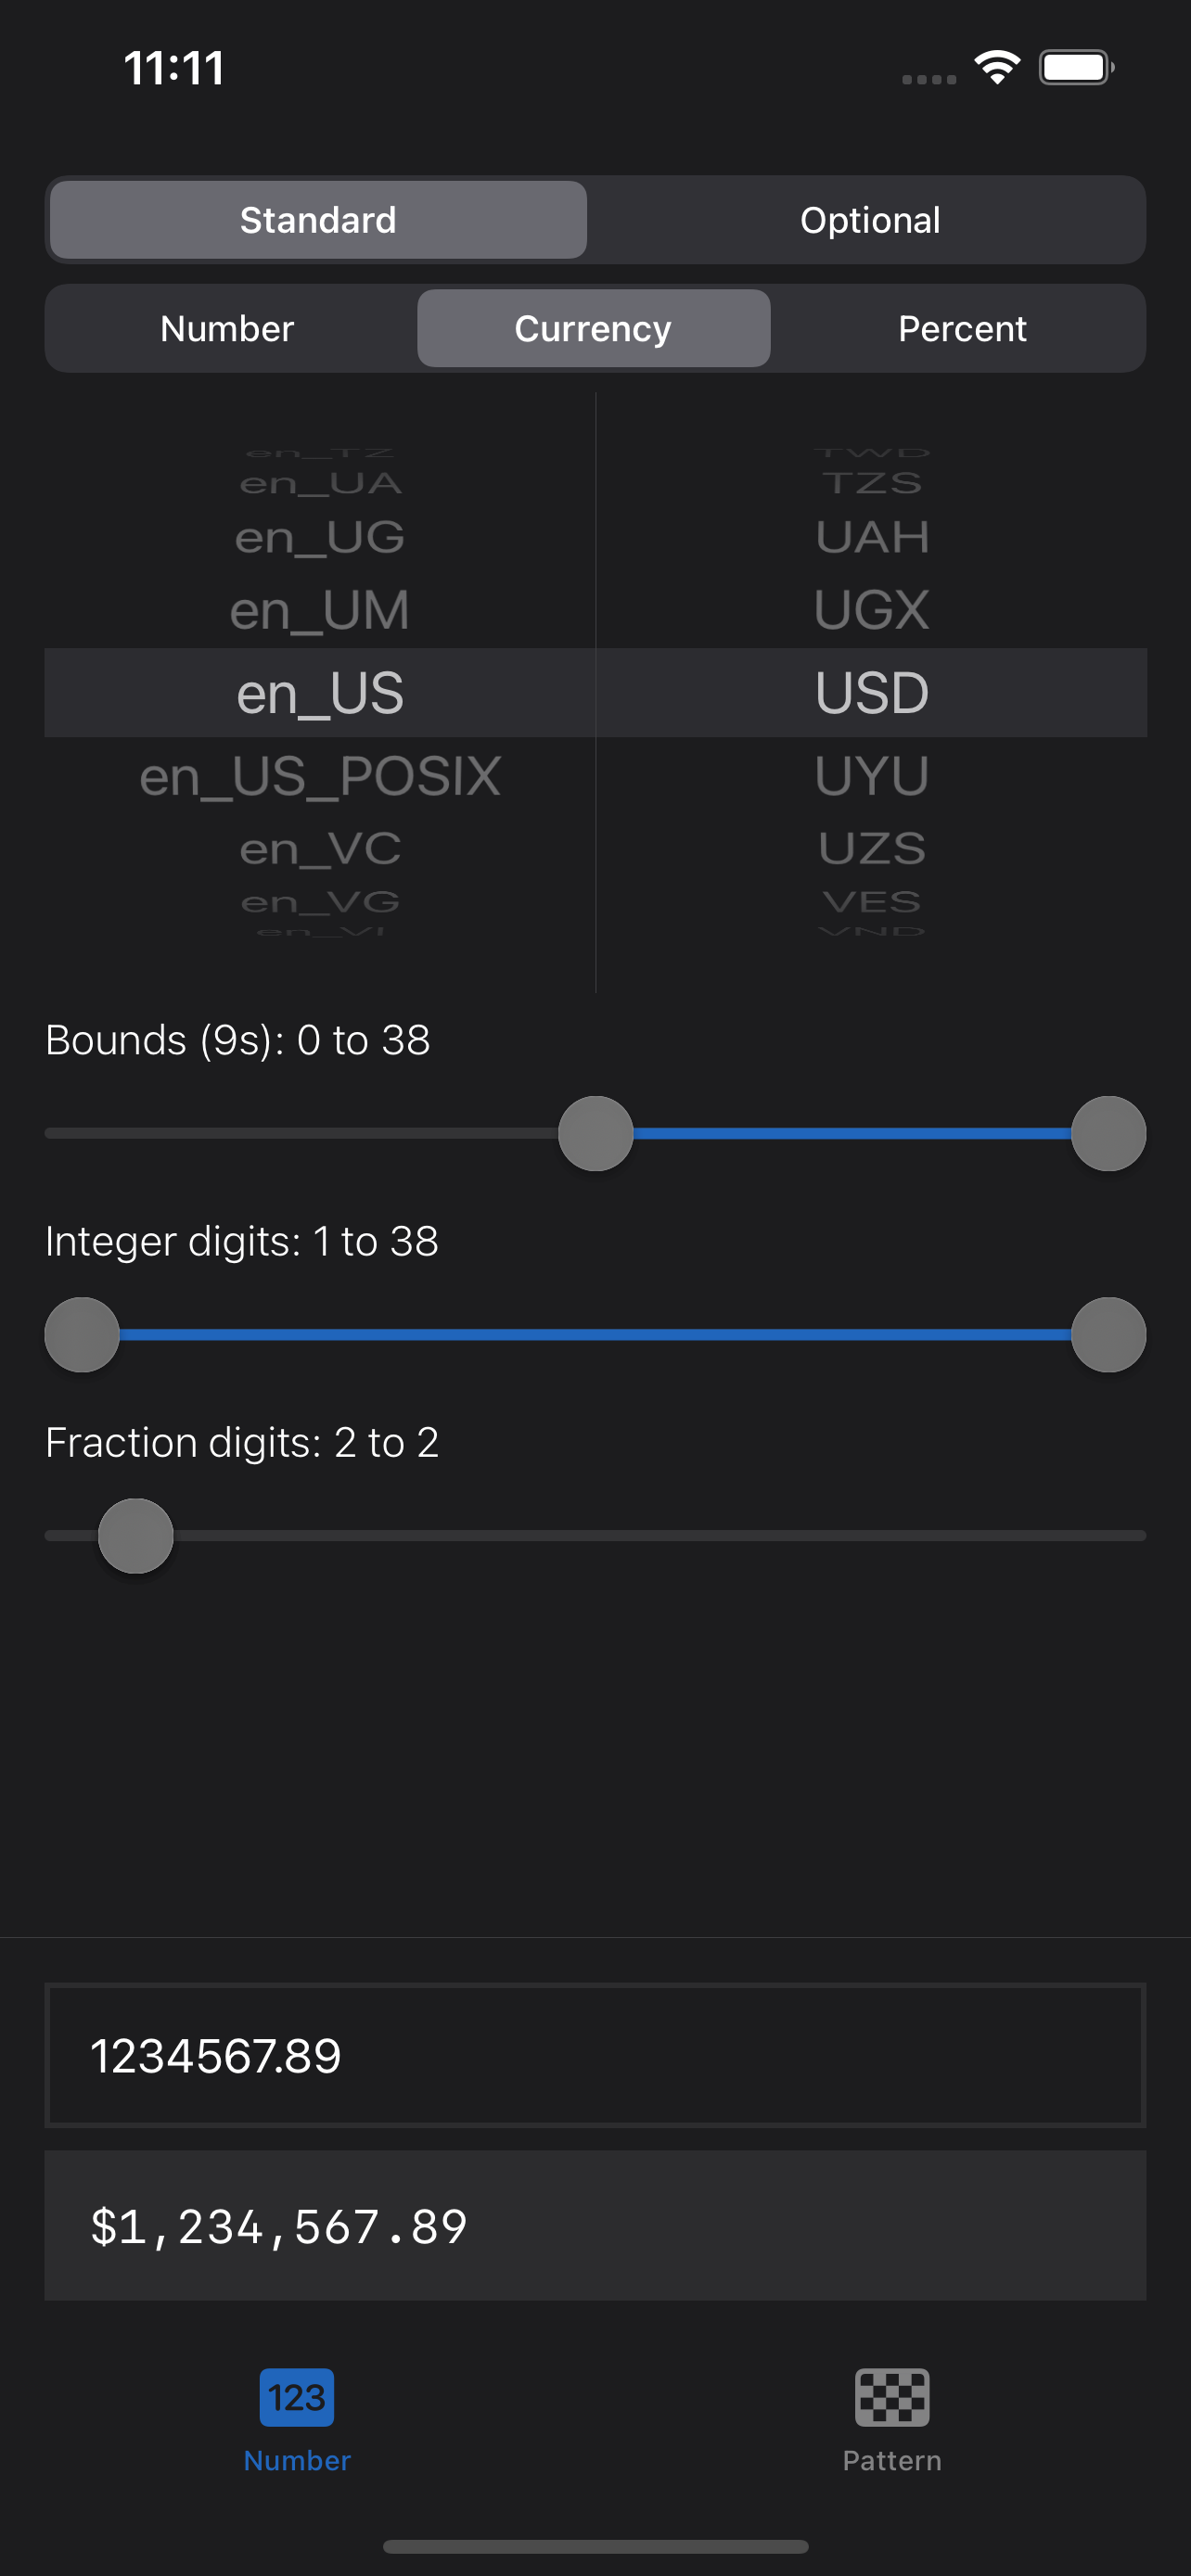 11:11
Standard Optional
Number Currency Percent
en_TZ TWD
en_UA TZS
en_UG UAH
en_UM UGX
en_US USD
en_US_POSIX UYU
en_VC UZS
en_VG VES
en_VI VND
Bounds (9s): 0 to 38
Integer digits: 1 to 38
Fraction digits: 2 to 2
1234567.89
$1,234,567.89
123
Number Pattern